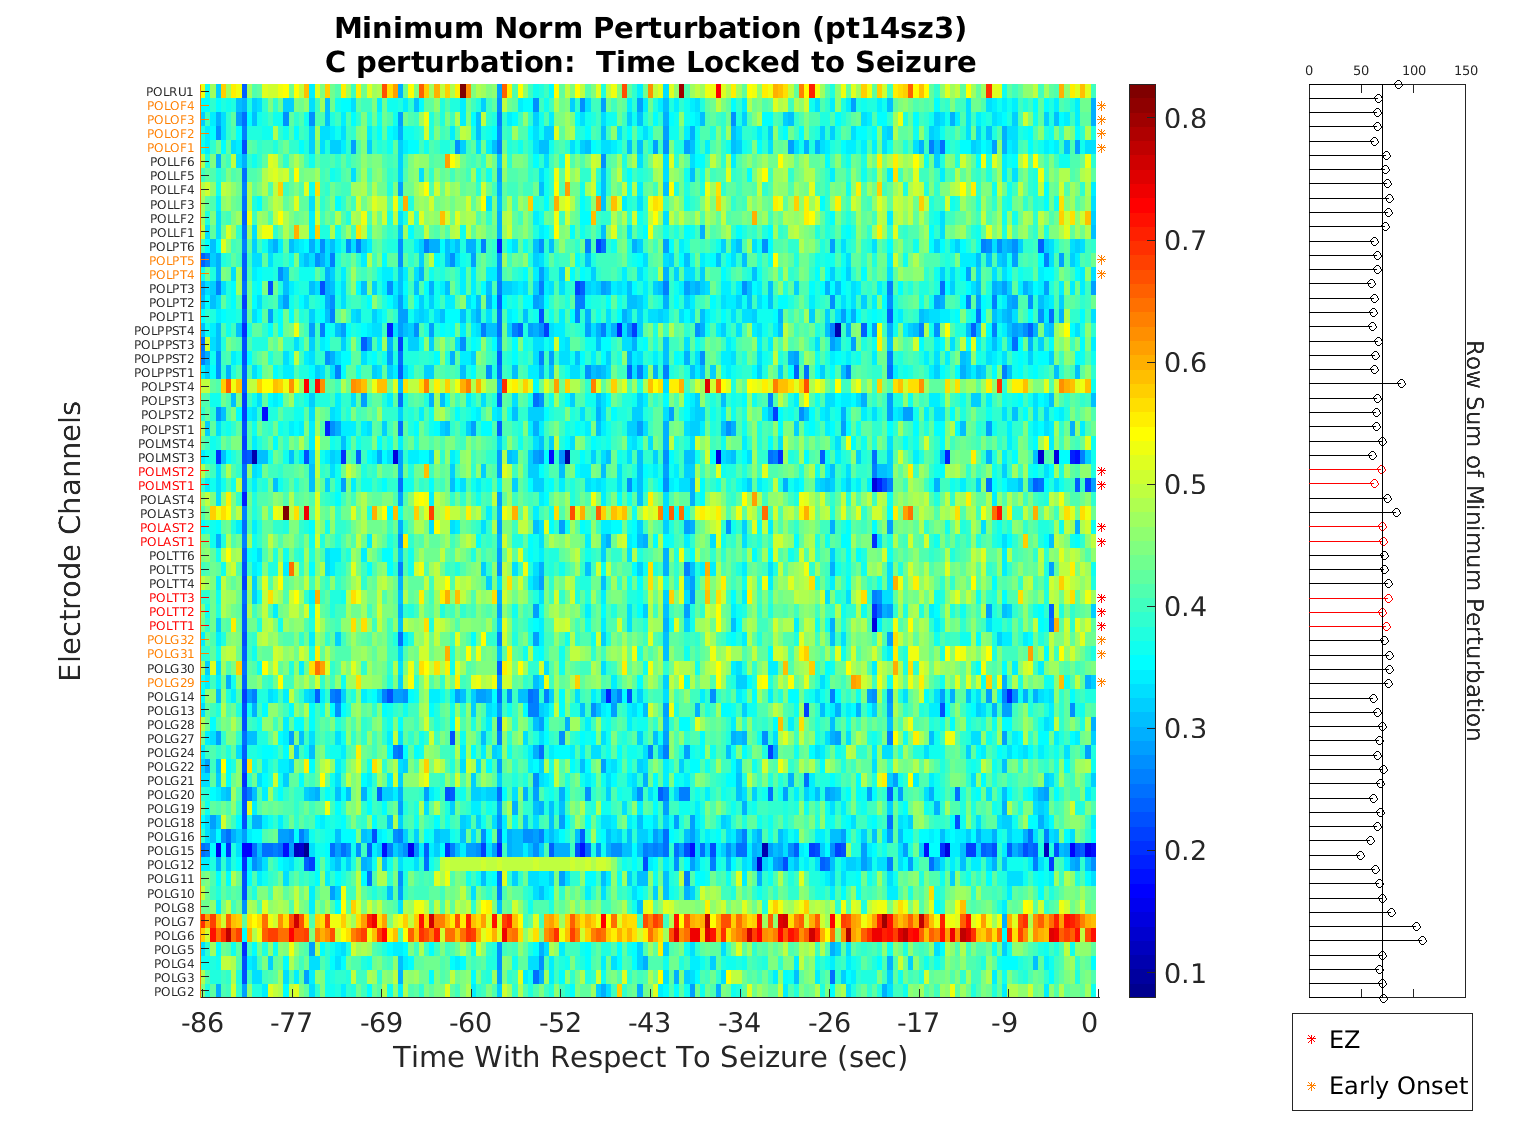 Minimum Norm Perturbation (pt14sz3)
C perturbation: Time Locked to Seizure
Electrode Channels
POLRU1
POLOF4
POLOF3
POLOF2
POLOF1
POLLF6
POLLF5
POLLF4
POLLF3
POLLF2
POLLF1
POLPT6
POLPT5
POLPT4
POLPT3
POLPT2
POLPT1
POLPPST4
POLPPST3
POLPPST2
POLPPST1
POLPST4
POLPST3
POLPST2
POLPST1
POLMST4
POLMST3
POLMST2
POLMST1
POLAST4
POLAST3
POLAST2
POLAST1
POLTT6
POLTT5
POLTT4
POLTT3
POLTT2
POLTT1
POLG32
POLG31
POLG30
POLG29
POLG14
POLG13
POLG28
POLG27
POLG24
POLG22
POLG21
POLG20
POLG19
POLG18
POLG16
POLG15
POLG12
POLG11
POLG10
POLG8
POLG7
POLG6
POLG5
POLG4
POLG3
POLG2
-86 -77 -69 -60 -52 -43 -34 -26 -17 -9 0
Time With Respect To Seizure (sec)
0.8
0.7
0.6
0.5
0.4
0.3
0.2
0.1
0 50 100 150
Row Sum of Minimum Perturbation
EZ
Early Onset